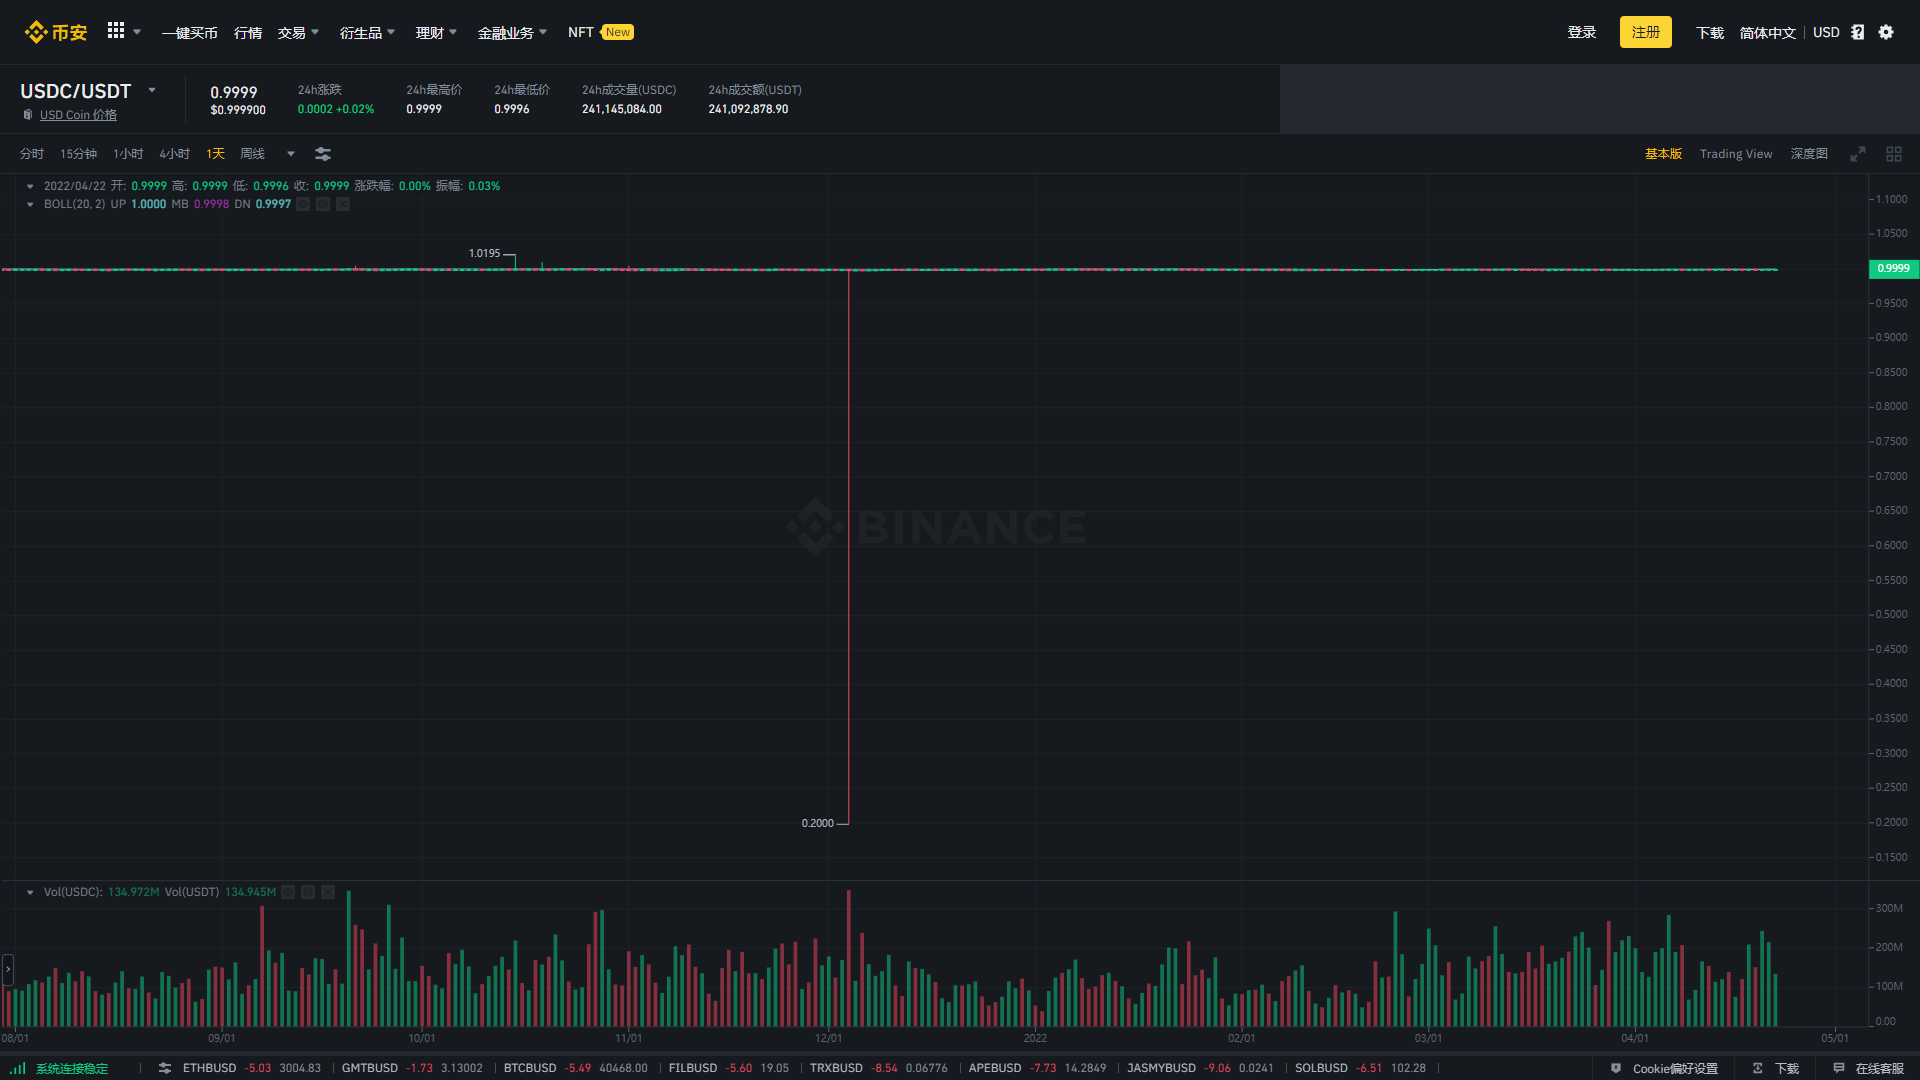 币安 一键买币 行情 交易 衍生品 理财 金融业务 NFT New 登录 注册 下载 简体中文 USD
USDC/USDT 0.9999 24h涨跌 24h最高价 24h最低价 24h成交量(USDC) 24h成交额(USDT)
USD Coin 价格 $0.999900 0.0002 +0.02% 0.9999 0.9996 241,145,084.00 241,092,878.90
分时 15分钟 1小时 4小时 1天 周线 基本版 Trading View 深度图
2022/04/22 开: 0.9999 高: 0.9999 低: 0.9996 收: 0.9999 涨跌幅: 0.00% 振幅: 0.03%
BOLL(20, 2) UP 1.0000 MB 0.9998 DN 0.9997
1.1000
1.0500
1.0195
0.9999
0.9500
0.9000
0.8500
0.8000
0.7500
0.7000
0.6500
BINANCE
0.6000
0.5500
0.5000
0.4500
0.4000
0.3500
0.3000
0.2500
0.2000 0.2000
0.1500
Vol(USDC): 134.972M Vol(USDT) 134.945M
300M
200M
100M
0.00
08/01 09/01 10/01 11/01 12/01 2022 02/01 03/01 04/01 05/01
系统连接稳定 ETHBUSD -5.03 3004.83 GMTBUSD -1.73 3.13002 BTCBUSD -5.49 40468.00 FILBUSD -5.60 19.05 TRXBUSD -8.54 0.06776 APEBUSD -7.73 14.2849 JASMYBUSD -9.06 0.0241 SOLBUSD -6.51 102.28 Cookie偏好设置 下载 在线客服